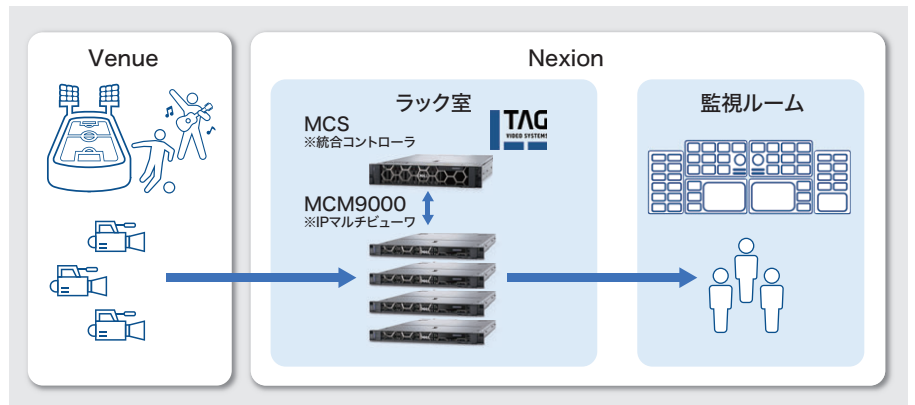 Venue
Nexion
ラック室
MCS
※統合コントローラ
TAG
VIDEO SYSTEMS
MCM9000
※IPマルチビューワ
監視ルーム